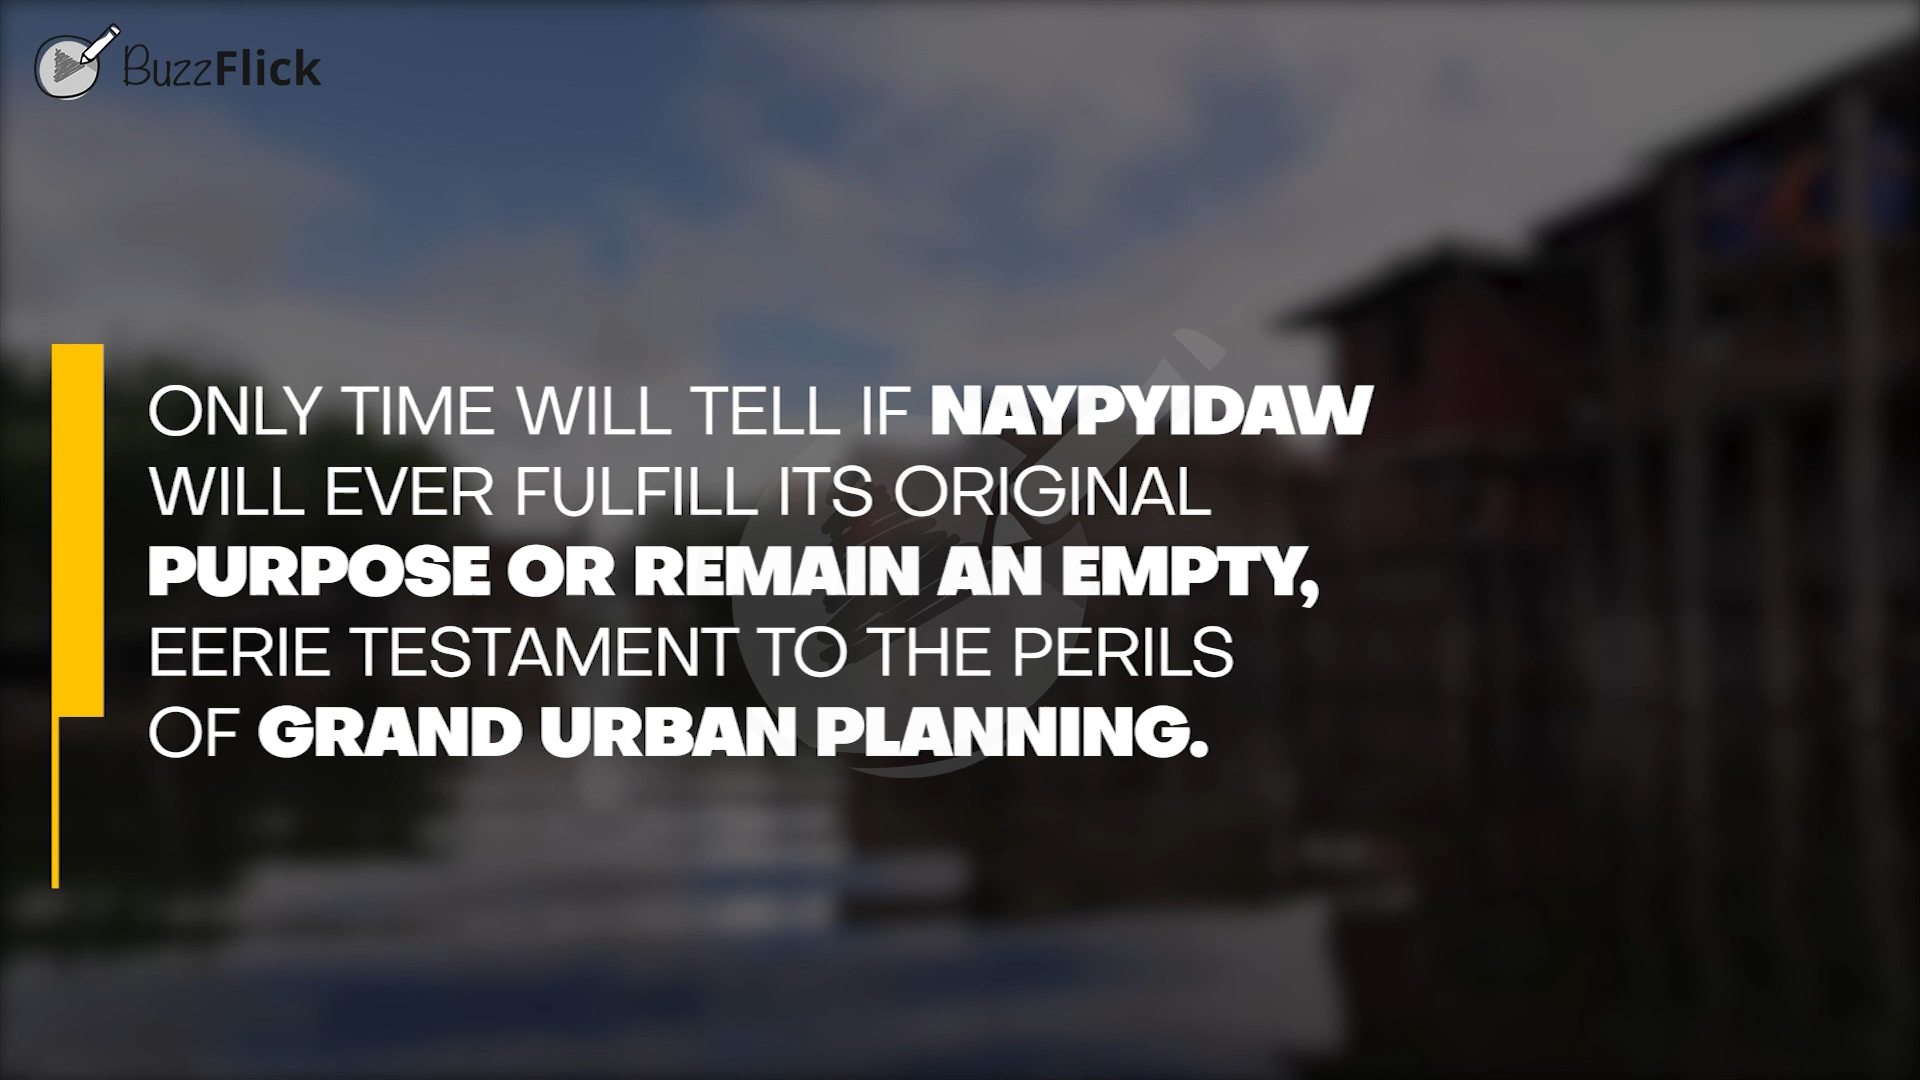 BuzzFlick
ONLY TIME WILL TELL IF NAYPYIDAW
WILL EVER FULFILL ITS ORIGINAL
PURPOSE OR REMAIN AN EMPTY,
EERIE TESTAMENT TO THE PERILS
OF GRAND URBAN PLANNING.